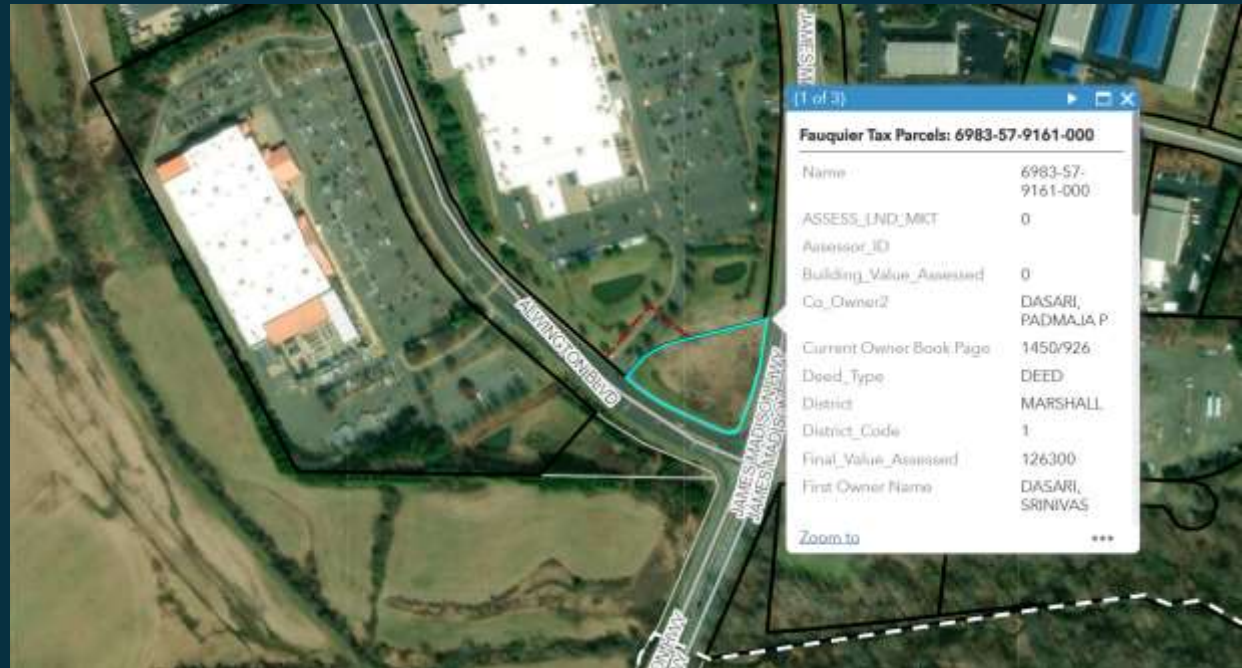 (1 of 3)
Fauquier Tax Parcels: 6983-57-9161-000
Name 6983-57-
9161-000
ASSESS_LND_MKT 0
Assessor_ID
Building_Value_Assessed 0
Co_Owner2 DASARI,
PADMAJA P
Current Owner Book Page 1450/926
Deed_Type DEED
District MARSHALL
District_Code 1
Final_Value_Assessed 126300
First Owner Name DASARI,
SRINIVAS
Zoom to
JAMES M
ALWINGTON BLVD
JAMES MADISON HWY
JAMES MADISON HWY